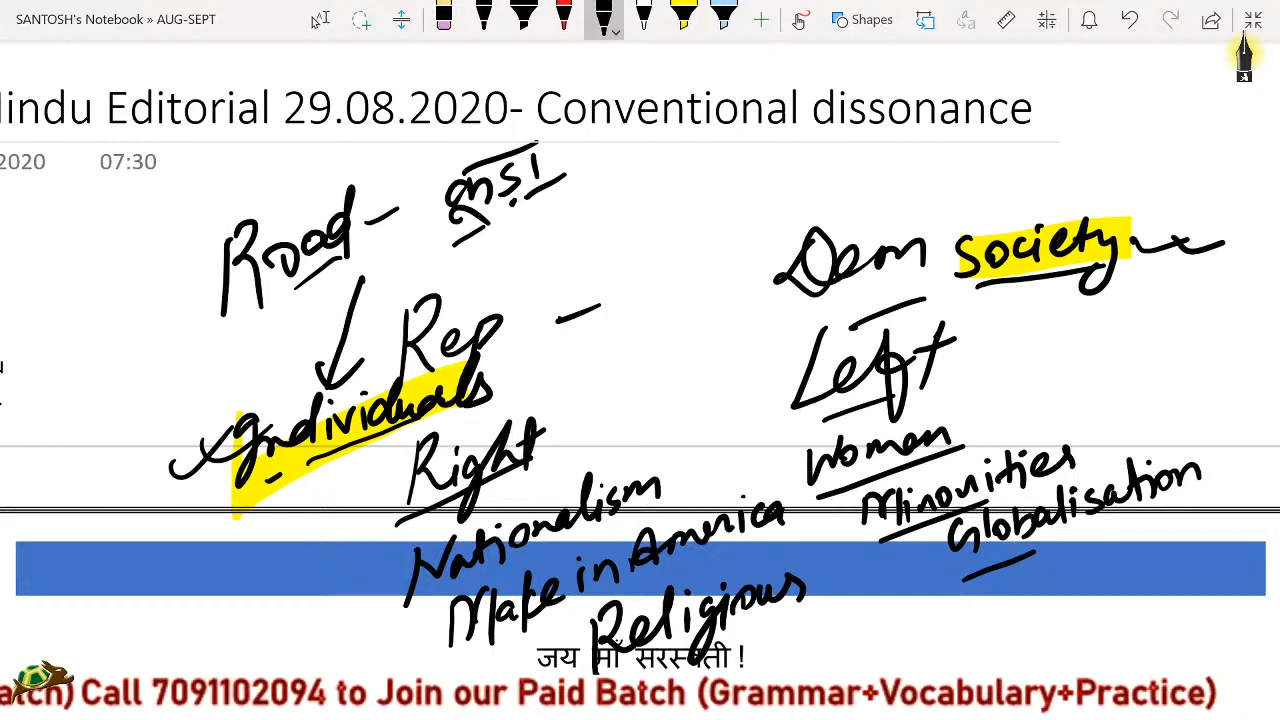 SANTOSH's Notebook » AUG-SEPT
Shapes
Hindu Editorial 29.08.2020- Conventional dissonance
2020 07:30
Road -
Rep -
Individuals
Right
Nationalism
Make in America
Religious
Dem society
Left
Women
Minorities
Globalisation
जय माँ सरस्वती !
Batch) Call 7091102094 to Join our Paid Batch (Grammar+Vocabulary+Practice)